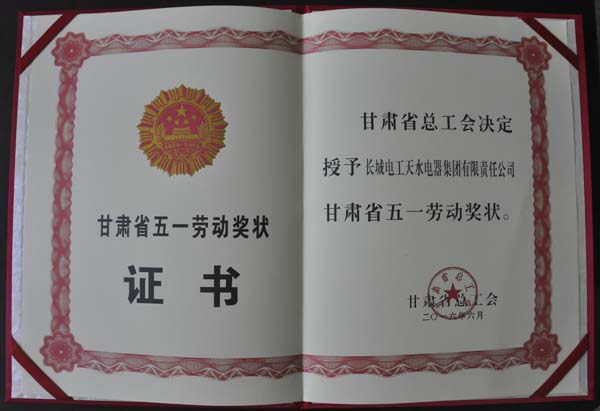 甘肃省五一劳动奖状
证书
甘肃省总工会决定
授予长城电工天水电器集团有限责任公司
甘肃省五一劳动奖状。
甘肃省总工会
二〇一六年六月